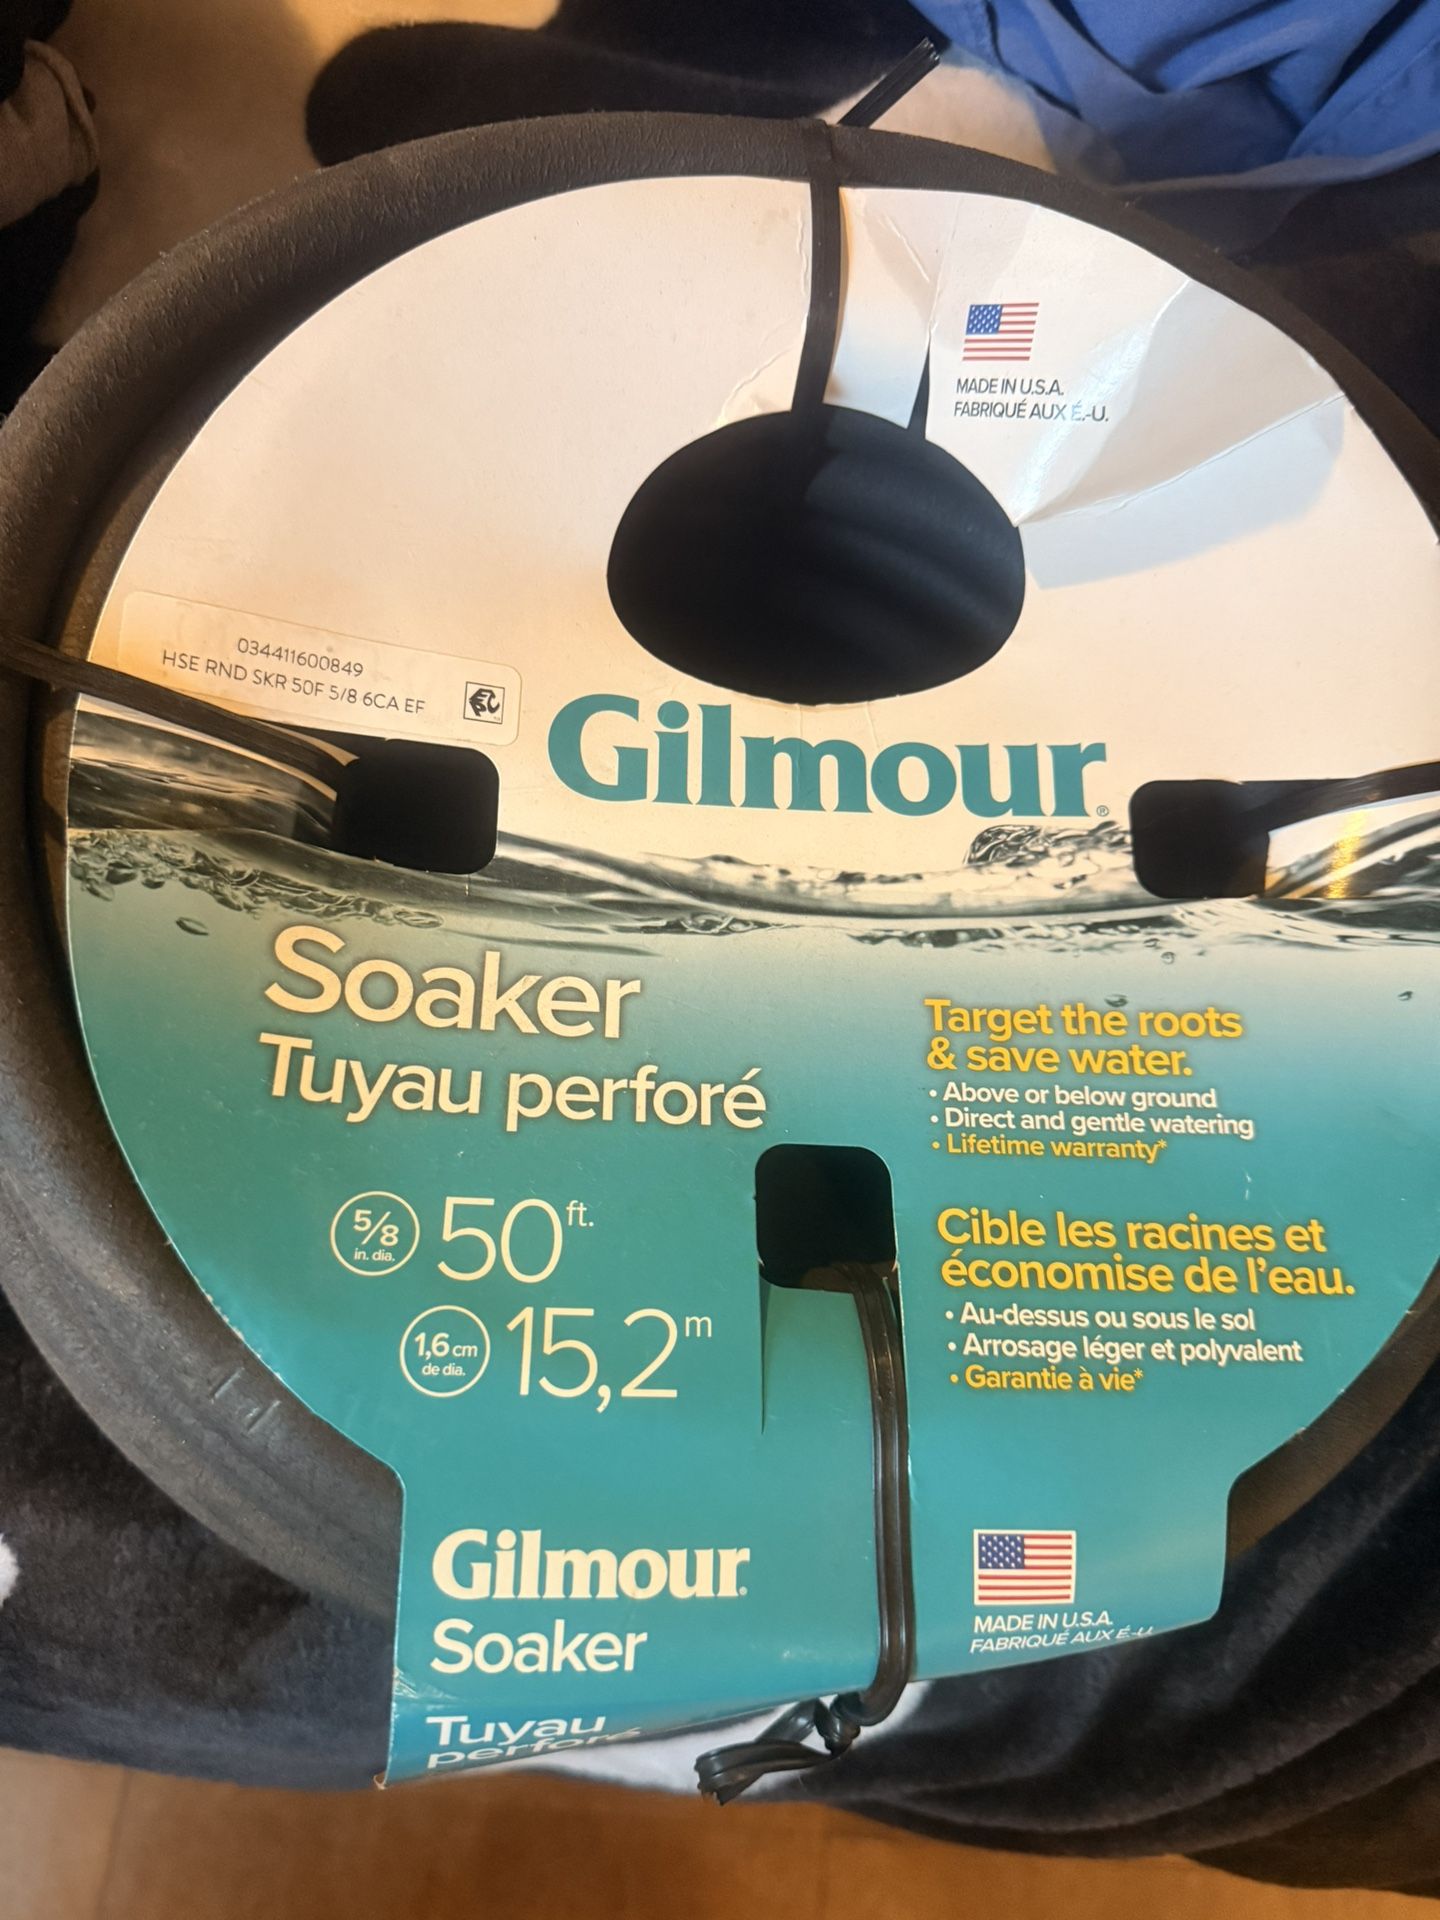 MADE IN U.S.A.
FABRIQUÉ AUX É.-U.
034411600849
HSE RND SKR 50F 5/8 6CA EF
Gilmour®
Soaker
Tuyau perforé
5/8
in. dia.
50 ft.
1,6 cm
de dia.
15,2 m
Target the roots
& save water.
• Above or below ground
• Direct and gentle watering
• Lifetime warranty*
Cible les racines et
économise de l'eau.
• Au-dessus ou sous le sol
• Arrosage léger et polyvalent
• Garantie à vie*
Gilmour®
Soaker
Tuyau
perforé
MADE IN U.S.A.
FABRIQUÉ AUX É.-U.